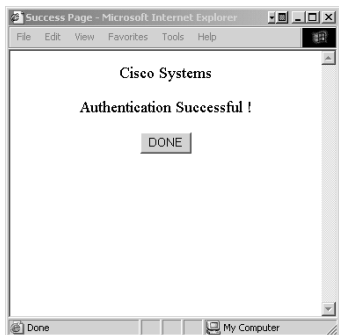 Success Page - Microsoft Internet Explorer
File Edit View Favorites Tools Help
Cisco Systems
Authentication Successful !
DONE
Done
My Computer